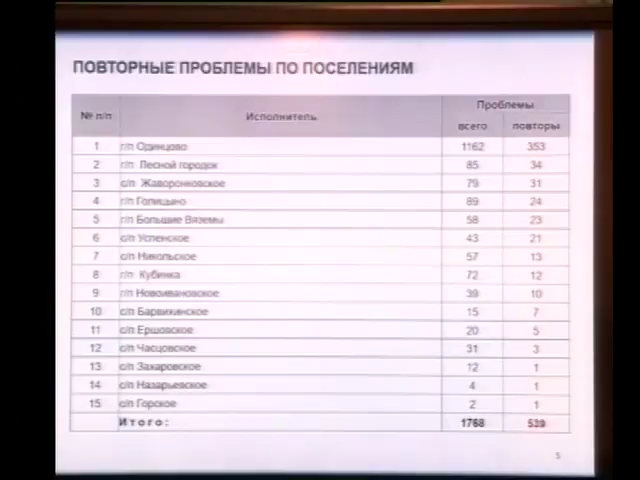 ПОВТОРНЫЕ ПРОБЛЕМЫ ПО ПОСЕЛЕНИЯМ
№ п/п Исполнитель Проблемы
всего повторы
1 г/п Одинцово 1162 353
2 г/п Лесной городок 85 34
3 с/п Жаворонковское 79 31
4 г/п Голицыно 89 24
5 г/п Большие Вяземы 58 23
6 с/п Успенское 43 21
7 с/п Никольское 57 13
8 г/п Кубинка 72 12
9 г/п Новоивановское 39 10
10 с/п Барвихинское 15 7
11 с/п Ершовское 20 5
12 с/п Часцовское 31 3
13 с/п Захаровское 12 1
14 с/п Назарьевское 4 1
15 с/п Горское 2 1
Итого: 1768 539
5